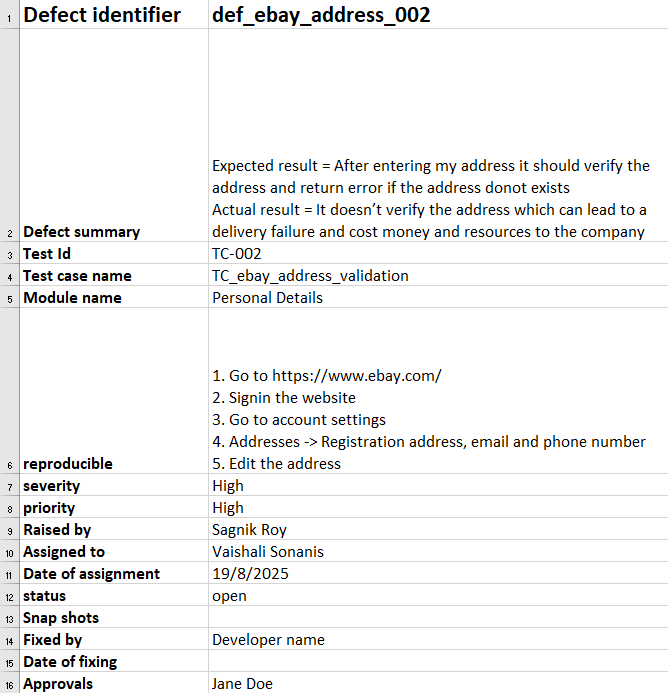 1 Defect identifier def_ebay_address_002
Expected result = After entering my address it should verify the
address and return error if the address donot exists
Actual result = It doesn’t verify the address which can lead to a
2 Defect summary delivery failure and cost money and resources to the company
3 Test Id TC-002
4 Test case name TC_ebay_address_validation
5 Module name Personal Details
1. Go to https://www.ebay.com/
2. Signin the website
3. Go to account settings
4. Addresses -> Registration address, email and phone number
6 reproducible 5. Edit the address
7 severity High
8 priority High
9 Raised by Sagnik Roy
10 Assigned to Vaishali Sonanis
11 Date of assignment 19/8/2025
12 status open
13 Snap shots
14 Fixed by Developer name
15 Date of fixing
16 Approvals Jane Doe